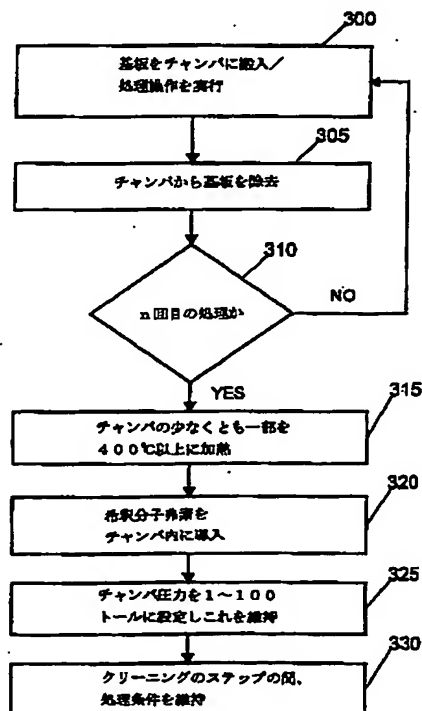 300
基板をチャンバに搬入／
処理操作を実行
305
チャンバから基板を除去
310
n回目の処理か
NO
YES
315
チャンバの少なくとも一部を
400℃以上に加熱
320
希釈分子弗素を
チャンバ内に導入
325
チャンバ圧力を1～100
トールに設定しこれを維持
330
クリーニングのステップの間、
処理条件を維持